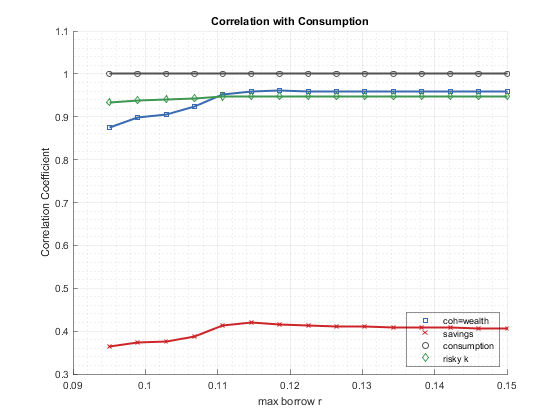 Correlation with Consumption
1.1
1
0.9
0.8
0.7
0.6
0.5
0.4
0.3
Correlation Coefficient
0.09
0.1
0.11
0.12
0.13
0.14
0.15
max borrow r
coh=wealth
savings
consumption
risky k